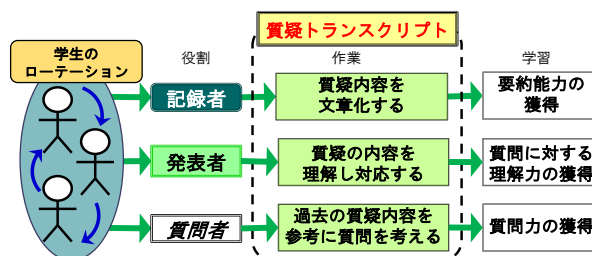 質疑トランスクリプト
学生の
ローテーション
役割
作業
学習
記録者
質疑内容を
文章化する
要約能力の
獲得
発表者
質疑の内容を
理解し対応する
質問に対する
理解力の獲得
質問者
過去の質疑内容を
参考に質問を考える
質問力の獲得